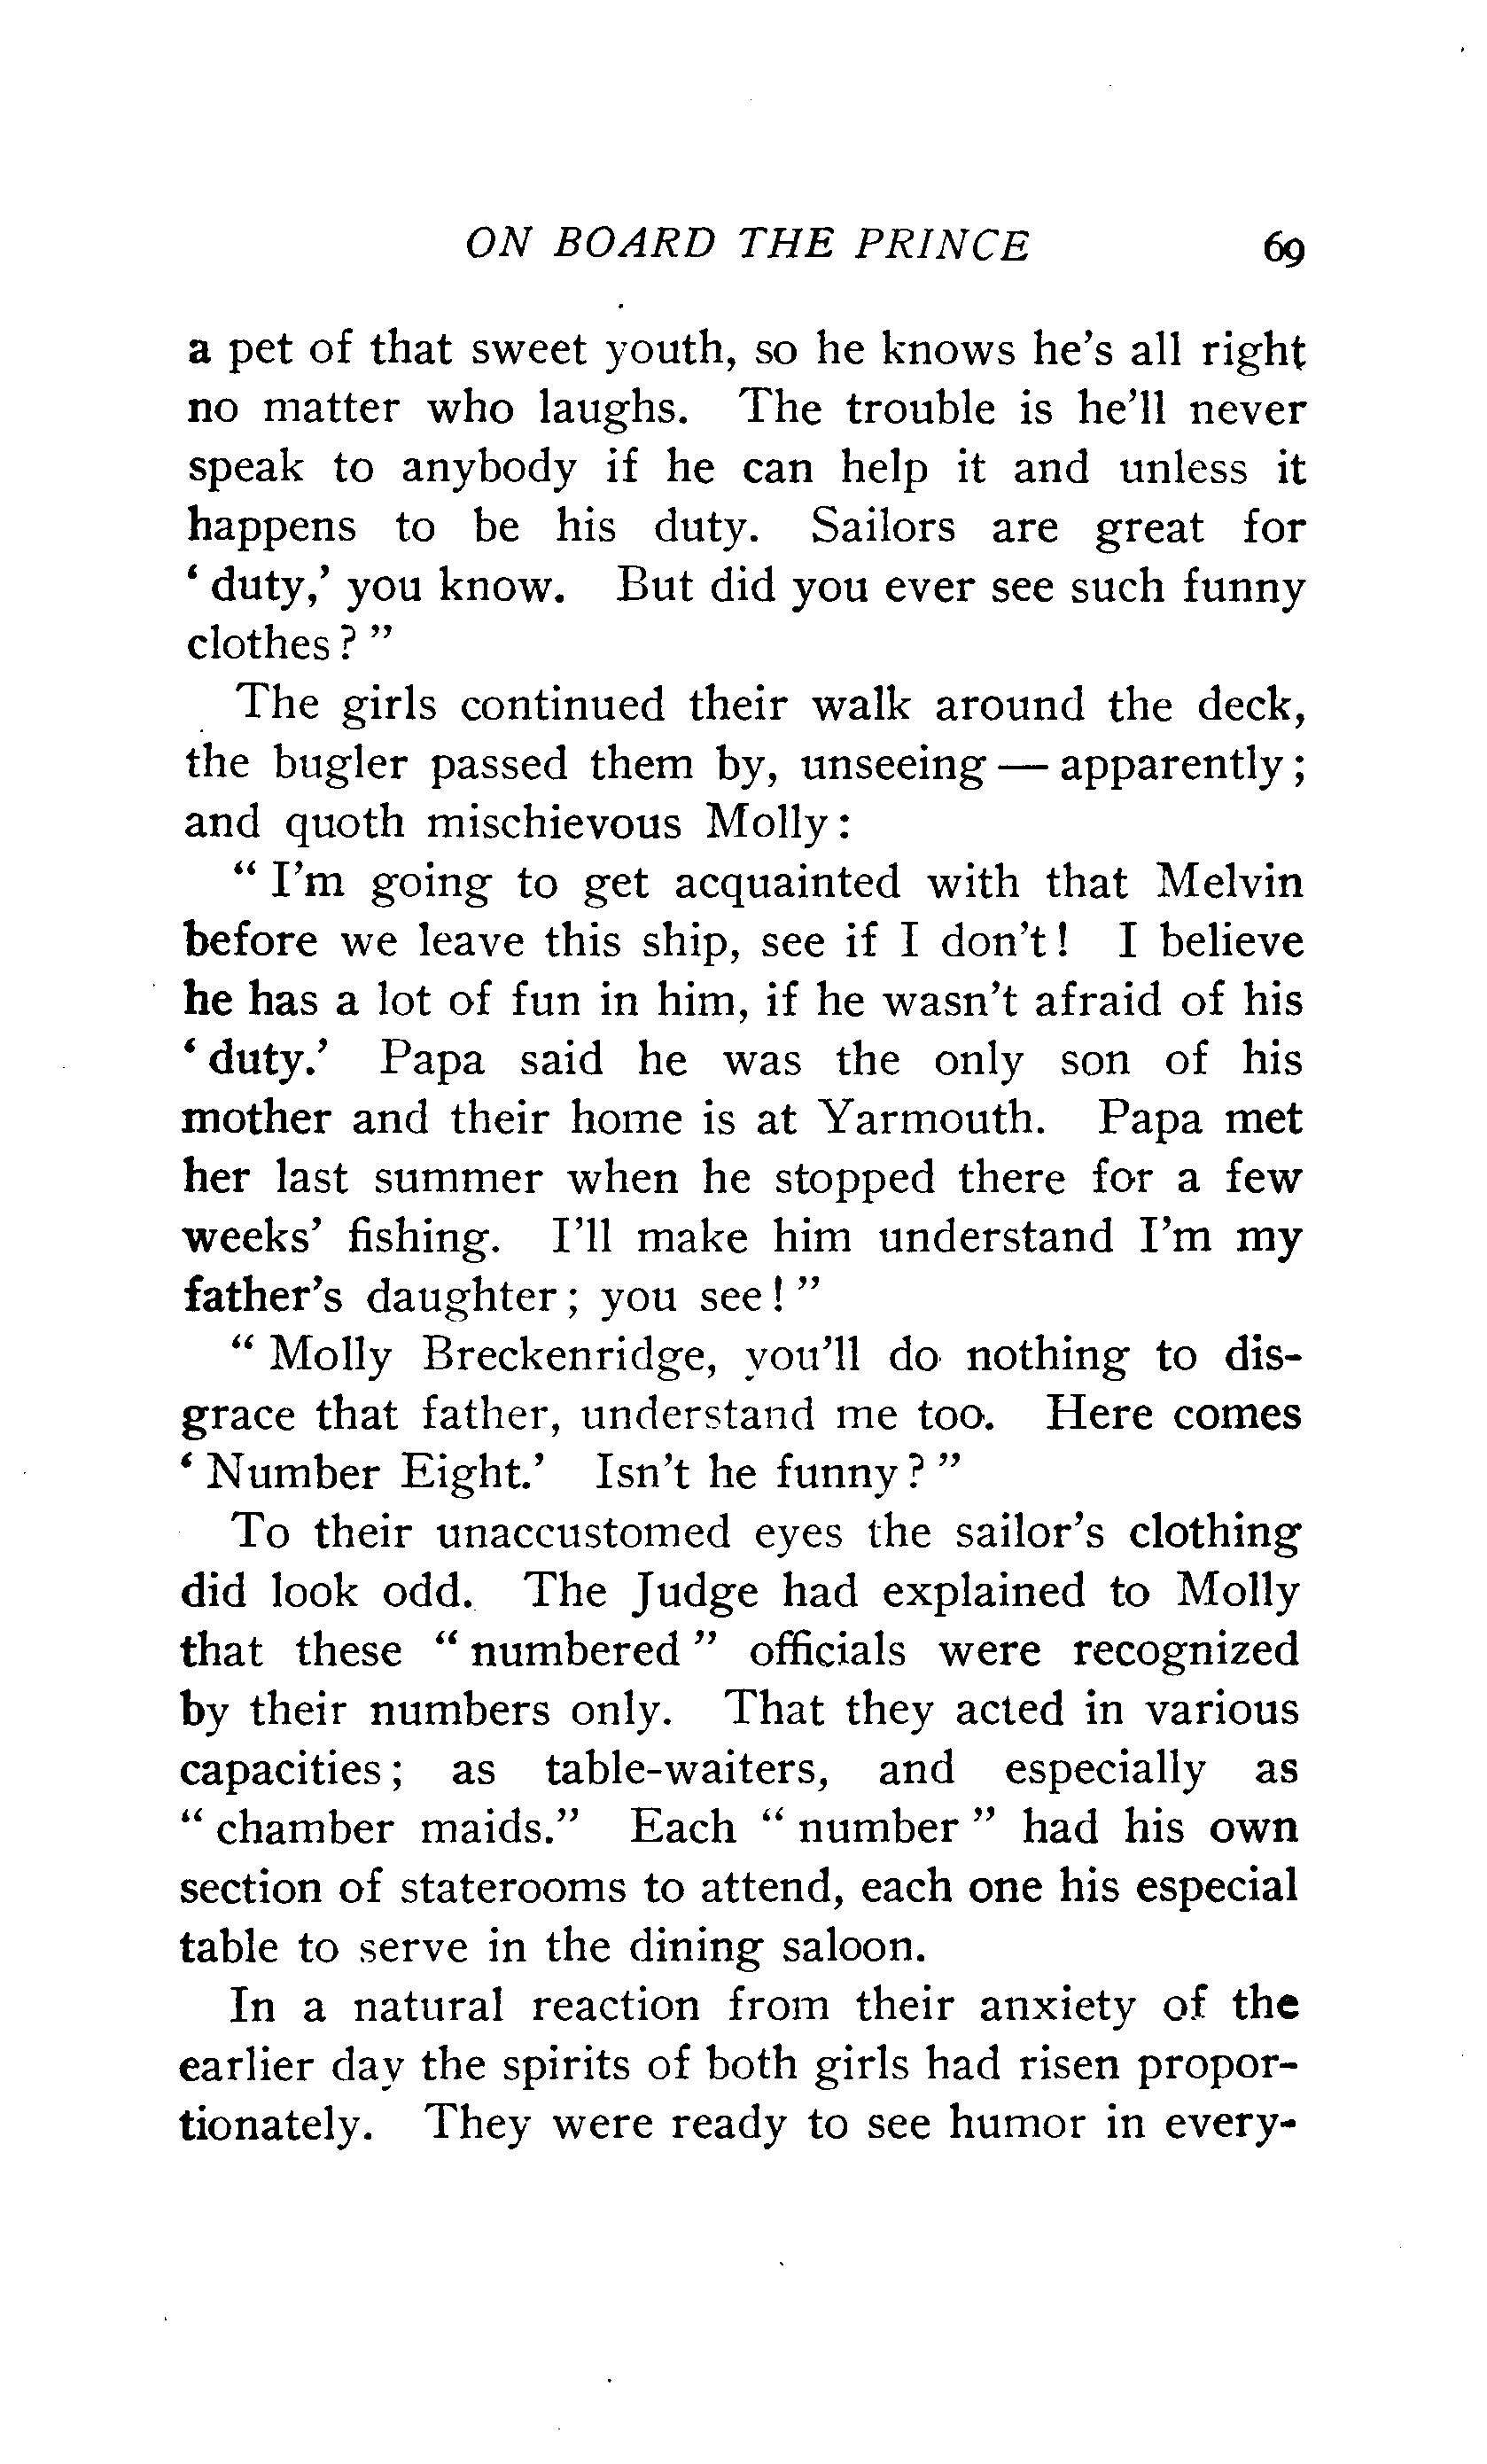 ON BOARD THE PRINCE 69
a pet of that sweet youth, so he knows he's all right
no matter who laughs. The trouble is he'll never
speak to anybody if he can help it and unless it
happens to be his duty. Sailors are great for
‘ duty,’ you know. But did you ever see such funny
clothes ? ”
The girls continued their walk around the deck,
the bugler passed them by, unseeing — apparently ;
and quoth mischievous Molly :
“ I'm going to get acquainted with that Melvin
before we leave this ship, see if I don't ! I believe
he has a lot of fun in him, if he wasn't afraid of his
‘ duty.’ Papa said he was the only son of his
mother and their home is at Yarmouth. Papa met
her last summer when he stopped there for a few
weeks' fishing. I'll make him understand I'm my
father's daughter ; you see ! ”
“ Molly Breckenridge, you'll do nothing to dis-
grace that father, understand me too. Here comes
‘ Number Eight.’ Isn't he funny ? ”
To their unaccustomed eyes the sailor's clothing
did look odd. The Judge had explained to Molly
that these “ numbered ” officials were recognized
by their numbers only. That they acted in various
capacities ; as table-waiters, and especially as
“ chamber maids.” Each “ number ” had his own
section of staterooms to attend, each one his especial
table to serve in the dining saloon.
In a natural reaction from their anxiety of the
earlier day the spirits of both girls had risen propor-
tionately. They were ready to see humor in every-